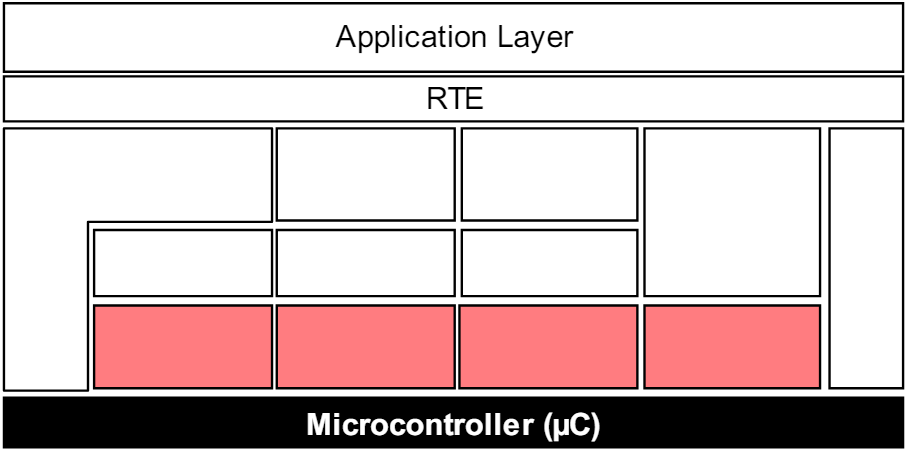 Application Layer
RTE
Microcontroller (µC)